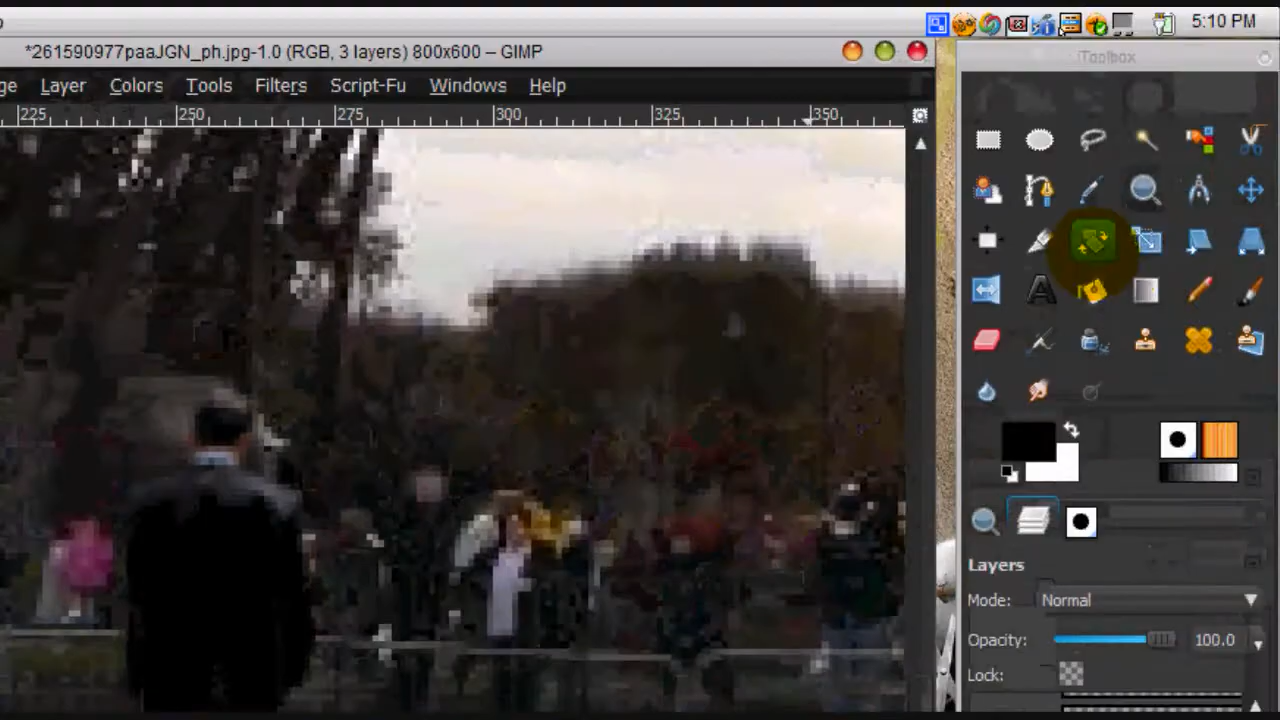 5:10 PM
*261590977paaJGN_ph.jpg-1.0 (RGB, 3 layers) 800x600 – GIMP
iToolbox
ge Layer Colors Tools Filters Script-Fu Windows Help
225 250 275 300 325 350
Layers
Mode: Normal
Opacity: 100.0
Lock: